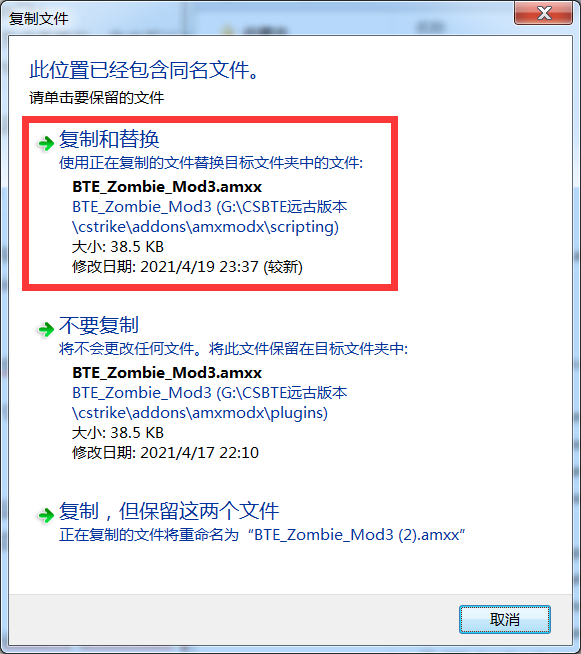 复制文件
此位置已经包含同名文件。
请单击要保留的文件
复制和替换
使用正在复制的文件替换目标文件夹中的文件:
BTE_Zombie_Mod3.amxx
BTE_Zombie_Mod3 (G:\CSBTE远古版本
\cstrike\addons\amxmodx\scripting)
大小: 38.5 KB
修改日期: 2021/4/19 23:37 (较新)
不要复制
将不会更改任何文件。将此文件保留在目标文件夹中:
BTE_Zombie_Mod3.amxx
BTE_Zombie_Mod3 (G:\CSBTE远古版本
\cstrike\addons\amxmodx\plugins)
大小: 38.5 KB
修改日期: 2021/4/17 22:10
复制，但保留这两个文件
正在复制的文件将重命名为“BTE_Zombie_Mod3 (2).amxx”
取消